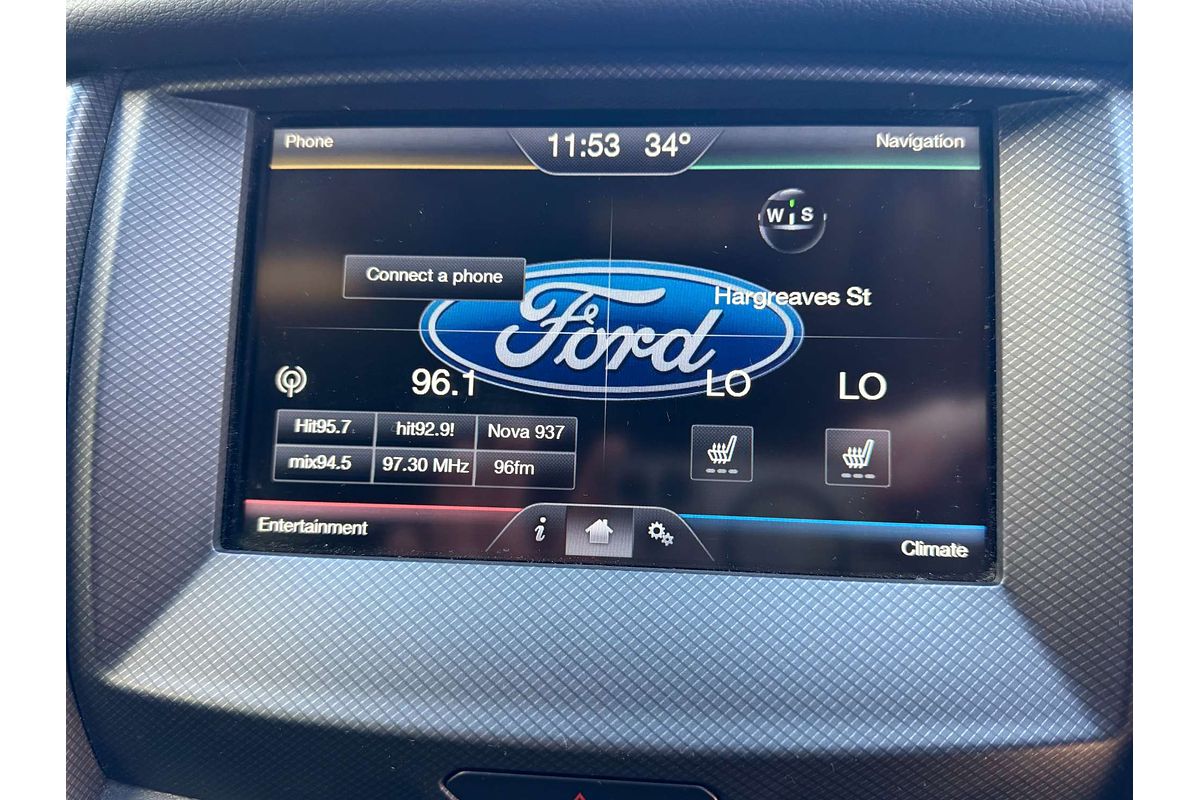 Phone
11:53 34º
Navigation
W S
Connect a phone
Hargreaves St
Ford
96.1
LO
LO
Hit95.7 hit92.9! Nova 937
mix94.5 97.30 MHz 96fm
Entertainment
i
Climate